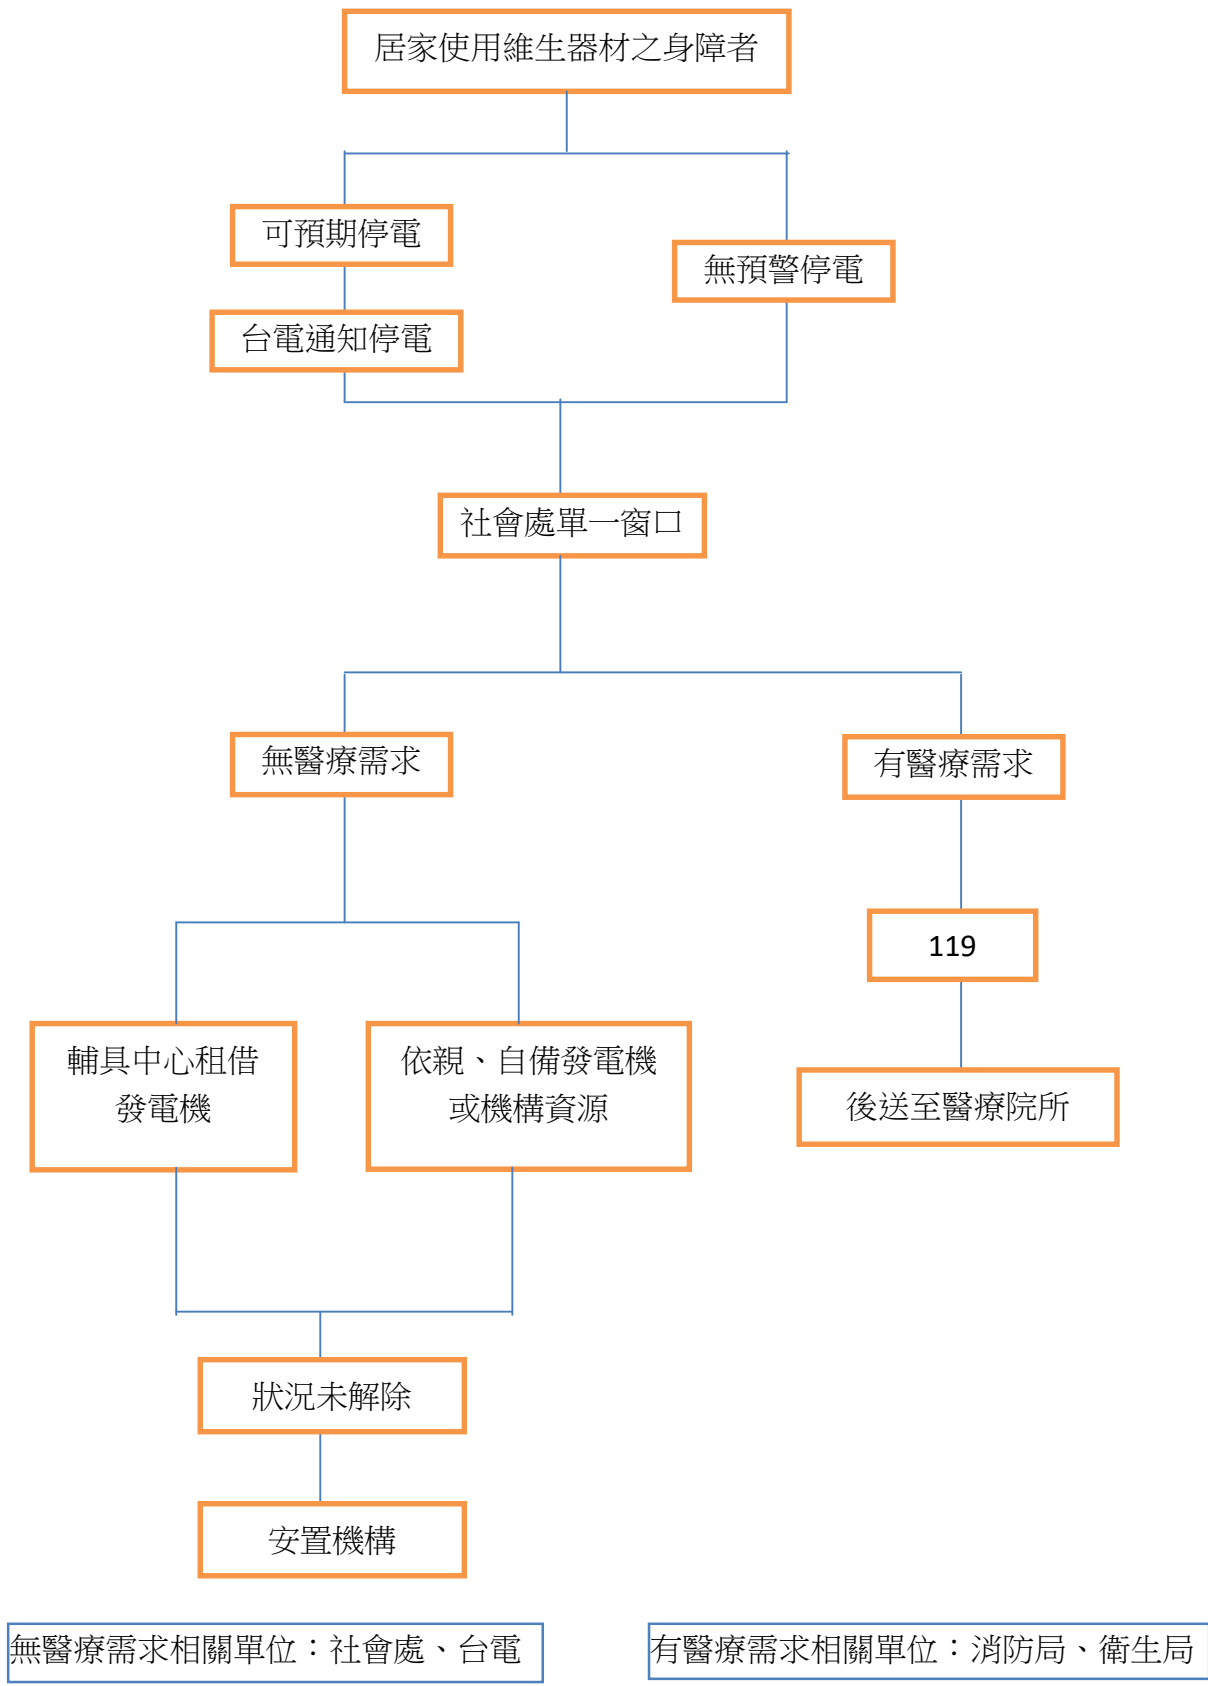 居家使用維生器材之身障者
可預期停電
無預警停電
台電通知停電
社會處單一窗口
無醫療需求
有醫療需求
119
輔具中心租借
發電機
依親、自備發電機
或機構資源
後送至醫療院所
狀況未解除
安置機構
無醫療需求相關單位：社會處、台電
有醫療需求相關單位：消防局、衛生局